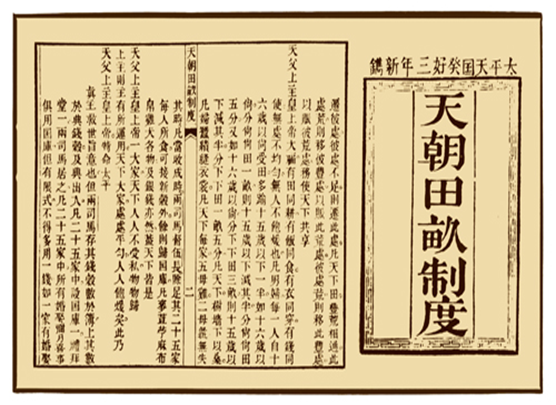 太平天囯癸好三年新鐫
天朝田畝制度
遷彼處彼處不足則遷此處凡天下田豐荒相通此
處荒則移彼豐處以賑此荒處彼處荒則移此豐處
以賑彼荒處務使天下共享
天父上主皇上帝大福有田同耕有飯同食有衣同穿有錢同
使無處不均勻無人不飽煖也凡男婦每一人自十
六歲以尚受田多踰十五歲以下一半如十六歲以
尚分尚尚田一畝則十五歲以下減其半分尚尚田
五分又如十六歲以尚分下下田三畝則十五歲以
下減其半分下下田一畝五分凡天下樹牆下以桑
凡婦蠶績縫衣裳凡天下每家五母雞二母彘無失
天朝田畝制度
二
其時凡當收成時兩司馬督伍長除足其二十五家
每人所食可接新穀外餘則歸囯庫凡麥荳苧麻布
帛雞犬各物及銀錢亦然蓋天下皆是
天父上主皇上帝一大家天下人人不受私物物歸
上主則主有所運用天下大家處處平勻人人飽煖矣此乃
天父上主皇上帝特命太平
真主救世旨意也但兩司馬存其錢穀數於簿上其數
於典錢穀及典出入凡二十五家中設囯庫一禮拜
堂一兩司馬居之凡二十五家中所有婚娶彌月喜事
俱用囯庫但有限式不得多用一錢如一家有婚娶